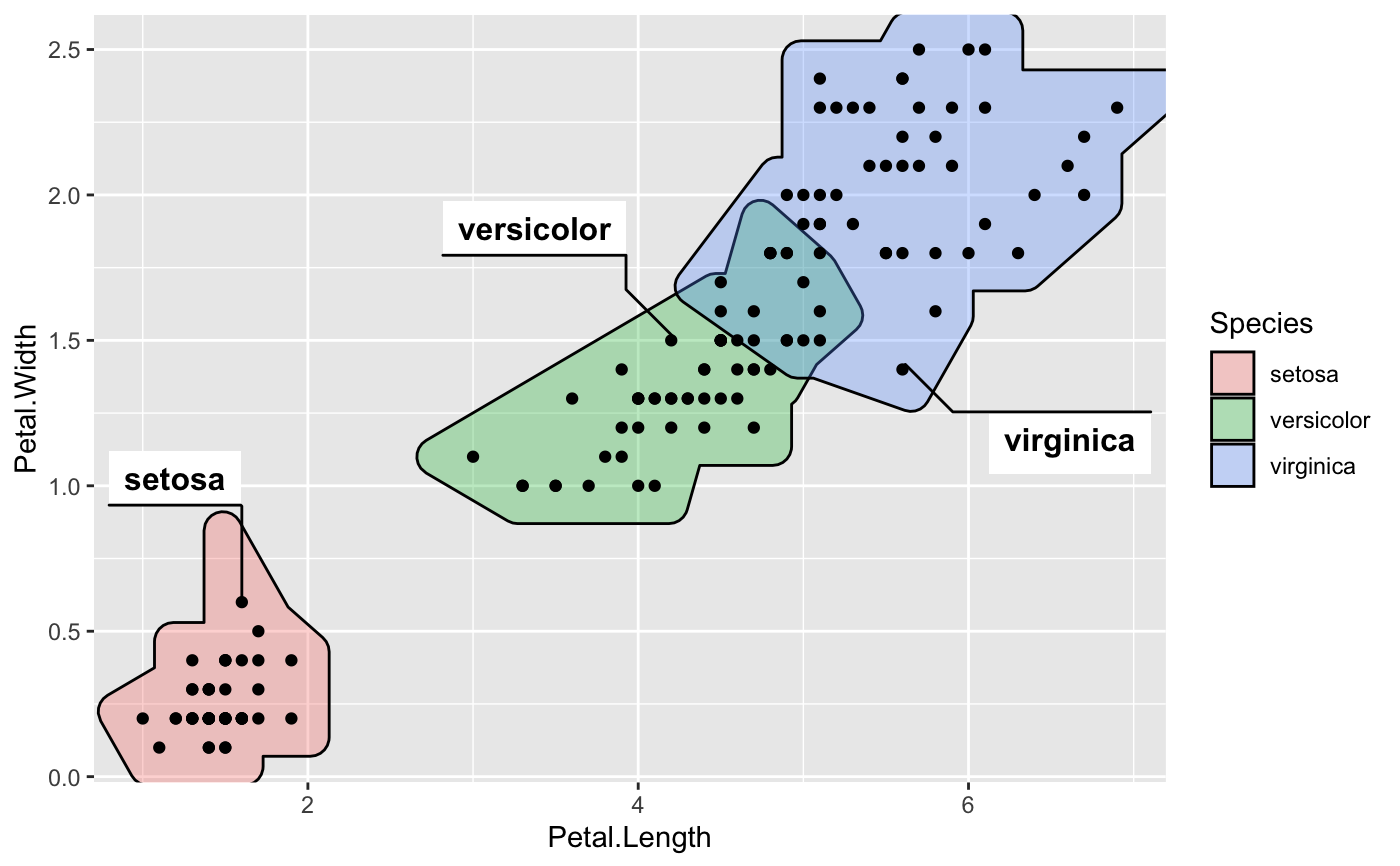 2.5
2.0
1.5
1.0
0.5
0.0
Petal.Width
versicolor
setosa
virginica
2 4 6
Petal.Length
Species
setosa
versicolor
virginica